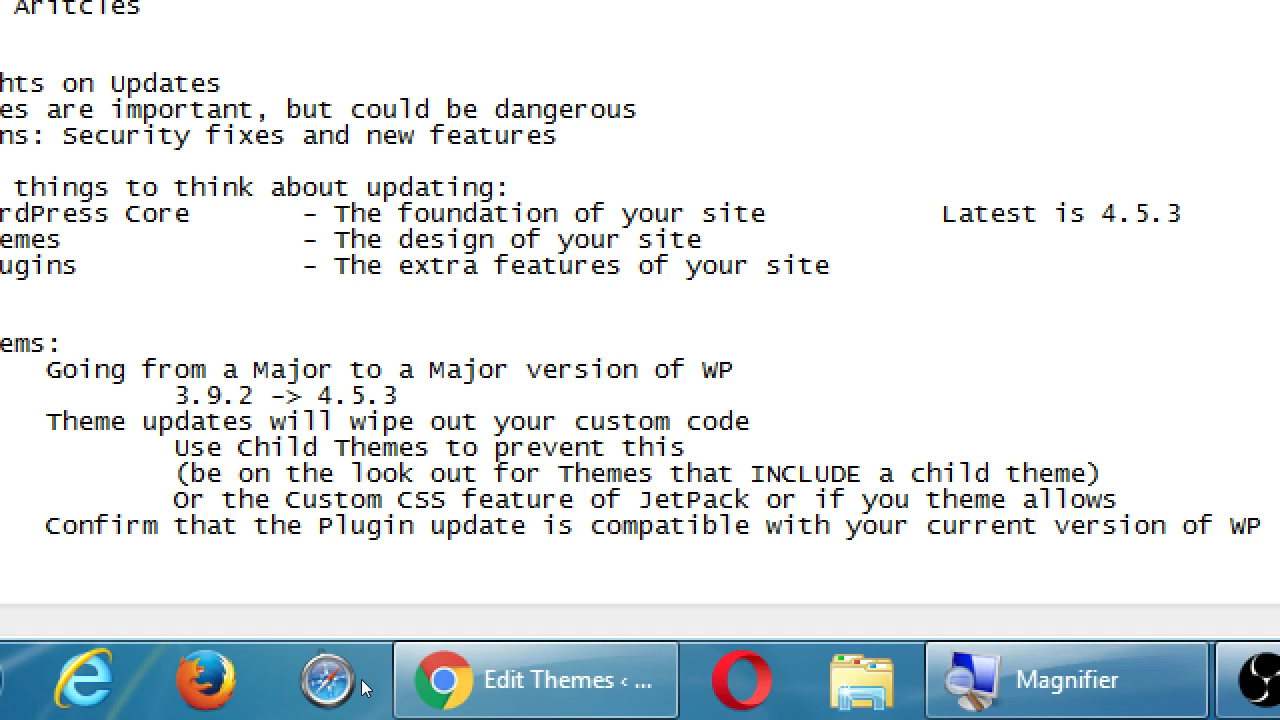 Aritcles
hts on Updates
es are important, but could be dangerous
ns: Security fixes and new features
things to think about updating:
rdPress Core - The foundation of your site Latest is 4.5.3
emes - The design of your site
ugins - The extra features of your site
ems:
Going from a Major to a Major version of WP
3.9.2 -> 4.5.3
Theme updates will wipe out your custom code
Use Child Themes to prevent this
(be on the look out for Themes that INCLUDE a child theme)
Or the Custom CSS feature of JetPack or if you theme allows
Confirm that the Plugin update is compatible with your current version of WP
Edit Themes ‹ ...
Magnifier